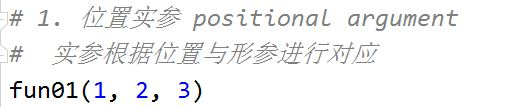 # 1. 位置实参 positional argument
#  实参根据位置与形参进行对应
fun01(1, 2, 3)